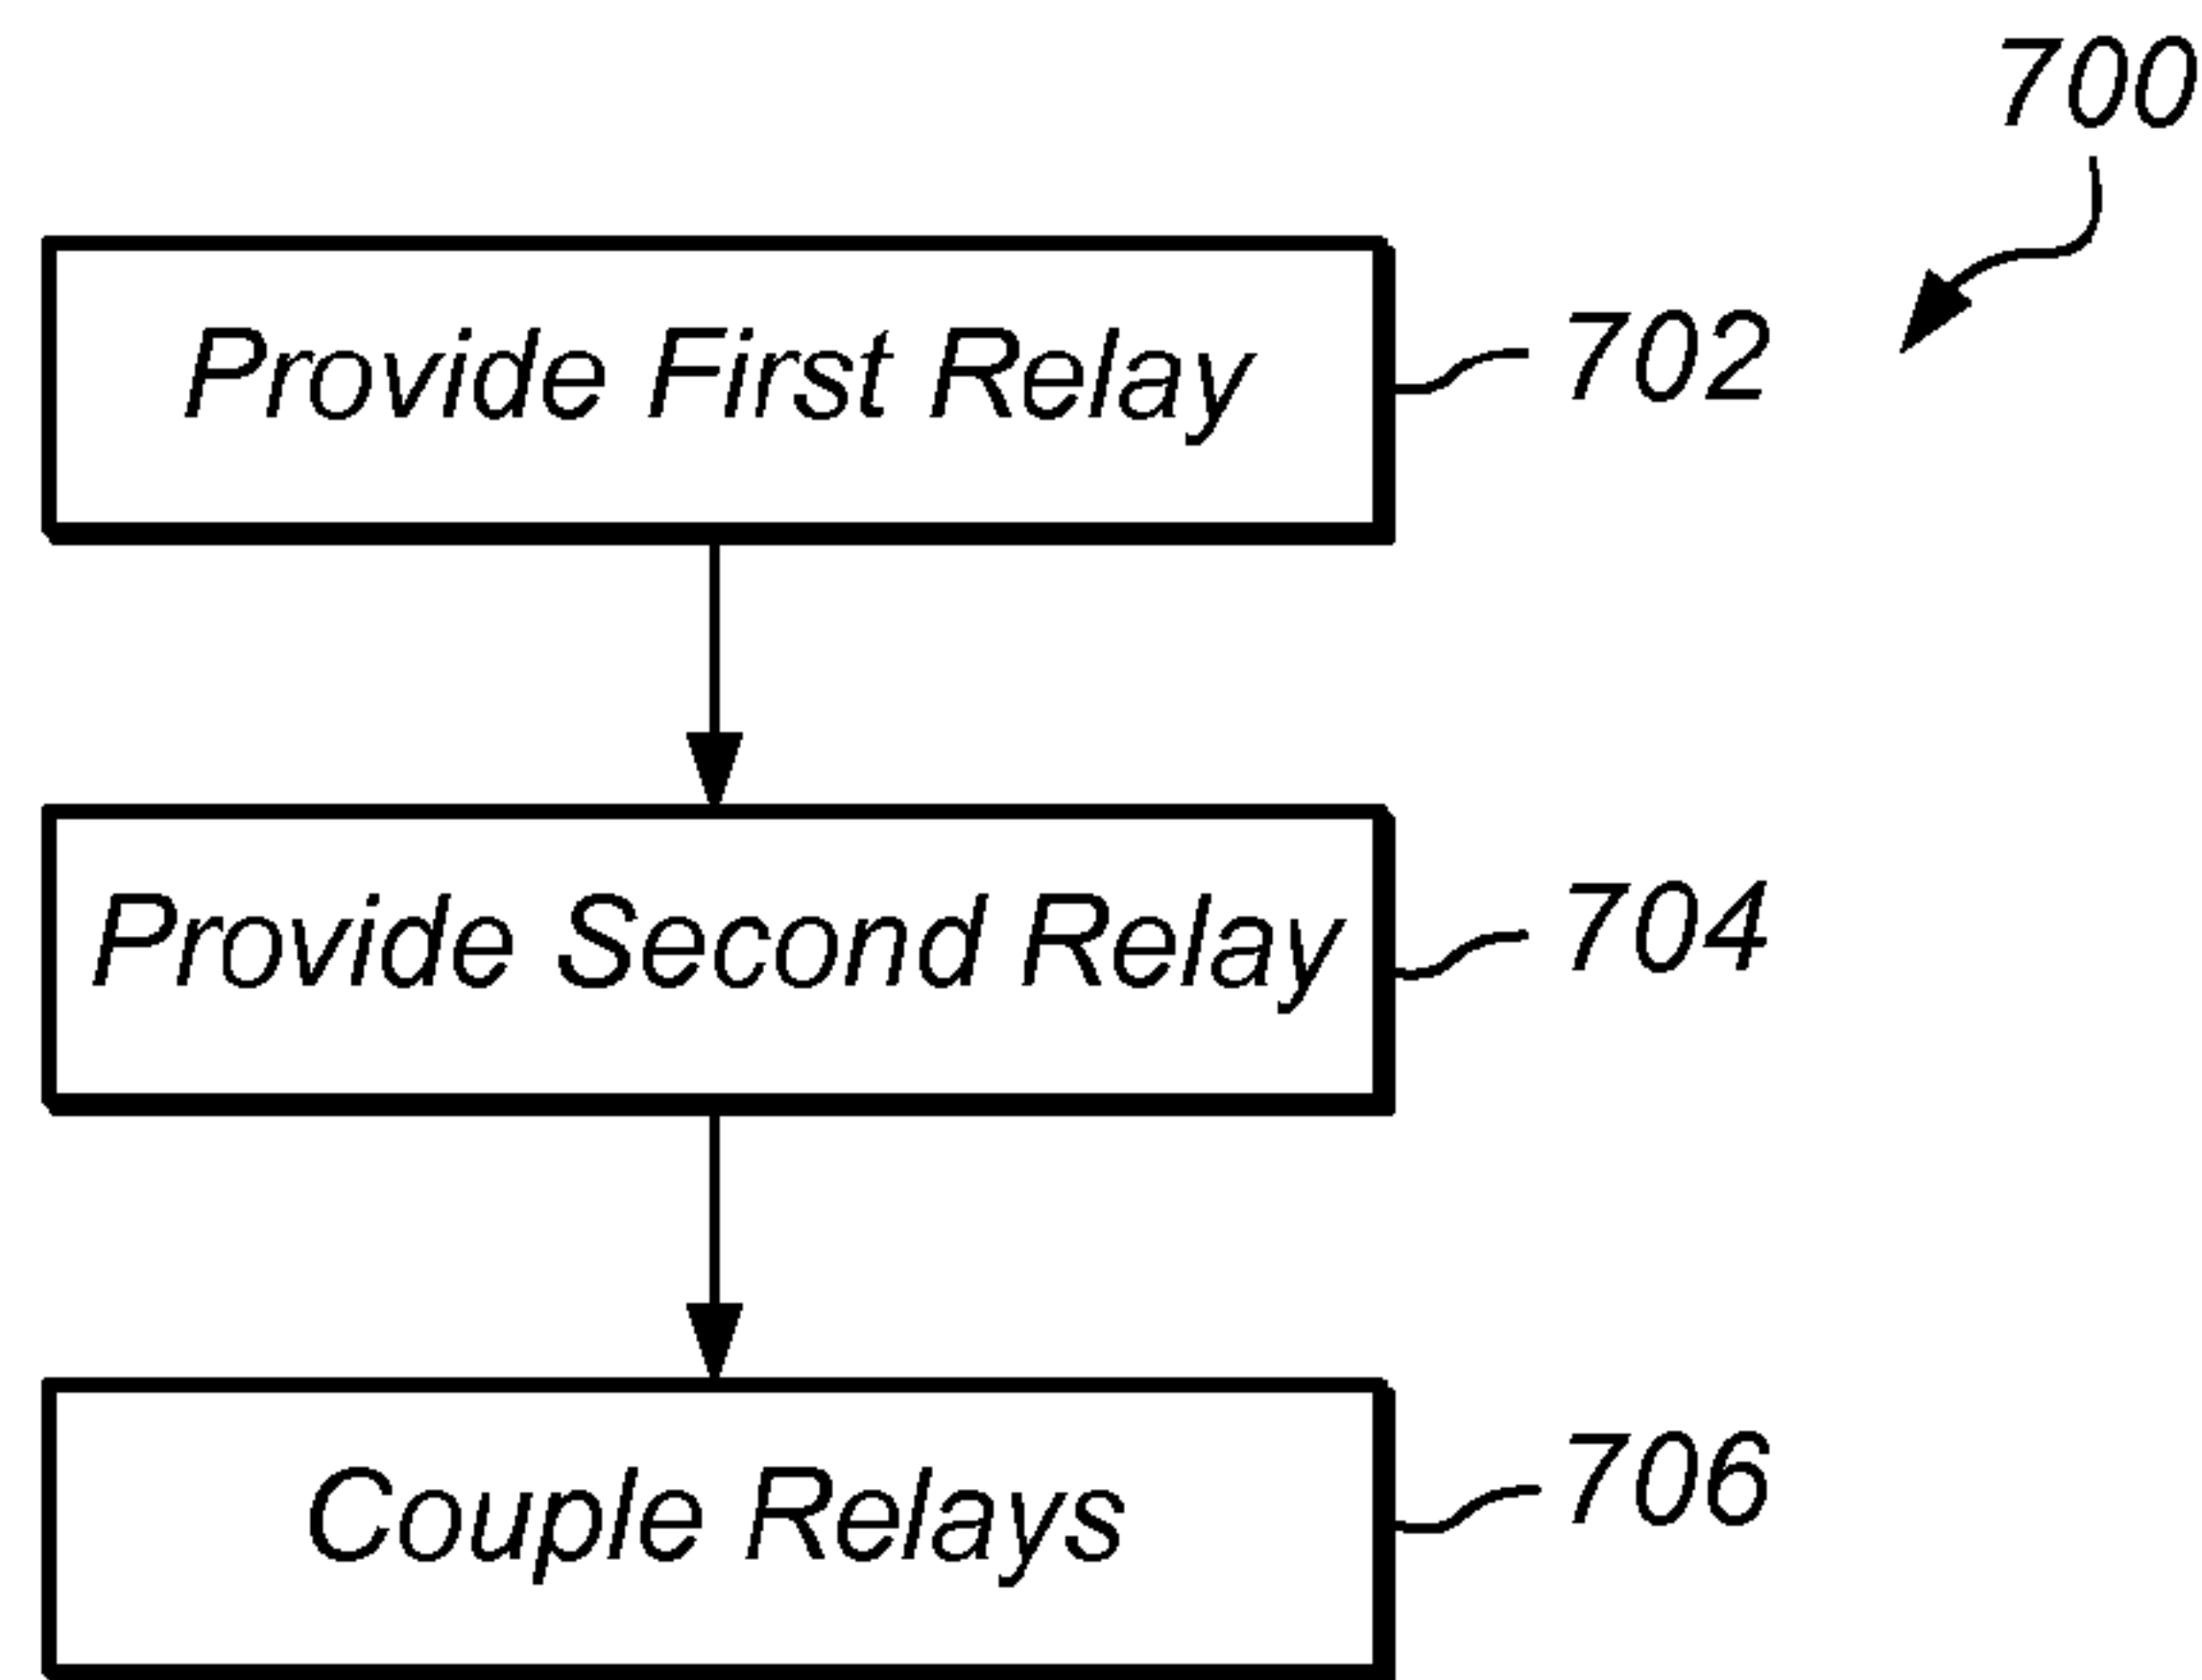 700
Provide First Relay
702
Provide Second Relay
704
Couple Relays
706